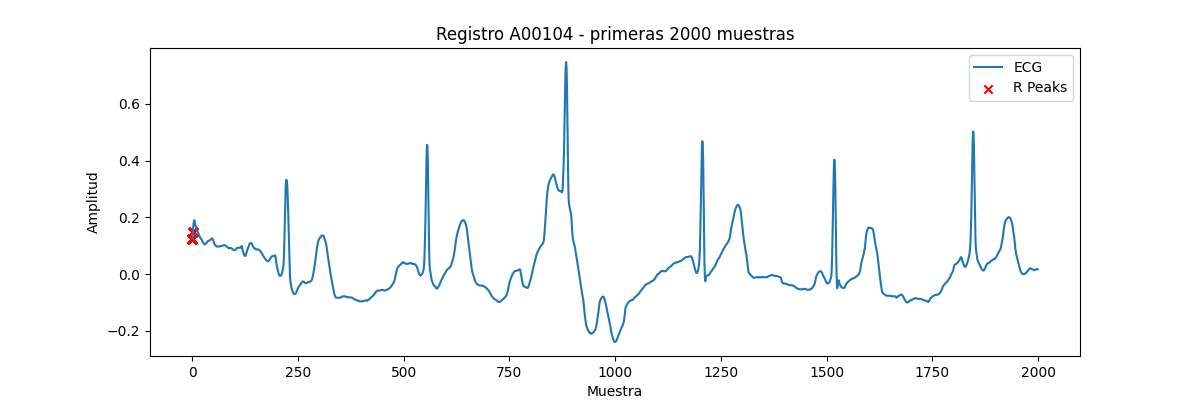 Registro A00104 - primeras 2000 muestras
ECG
R Peaks
Amplitud
0.6
0.4
0.2
0.0
−0.2
0 250 500 750 1000 1250 1500 1750 2000
Muestra